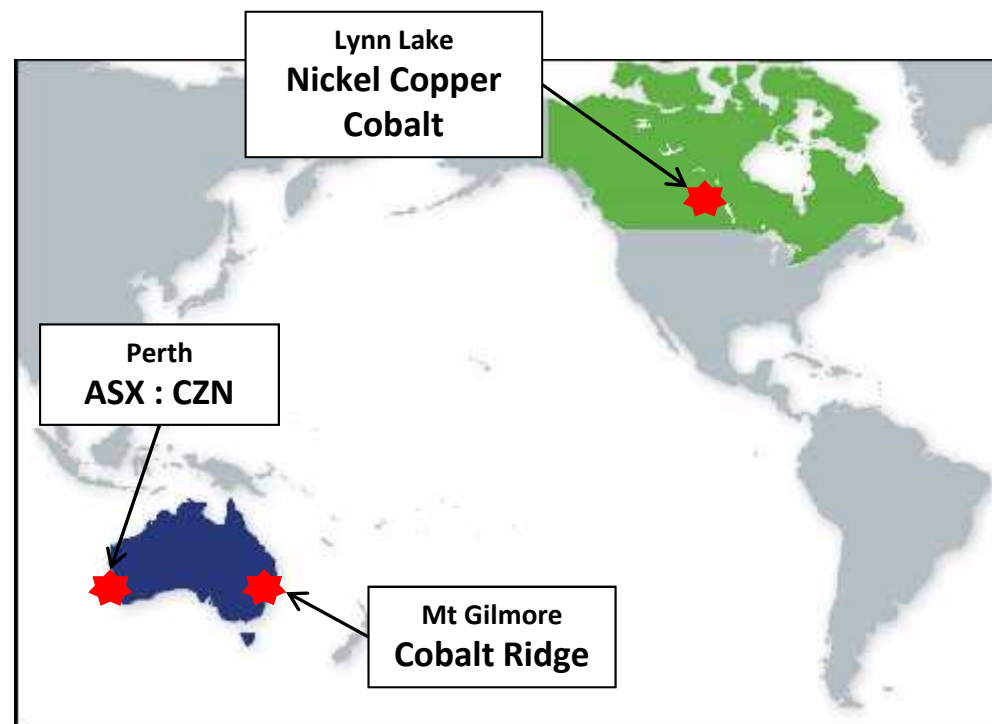 Lynn Lake
Nickel Copper
Cobalt
Perth
ASX : CZN
Mt Gilmore
Cobalt Ridge